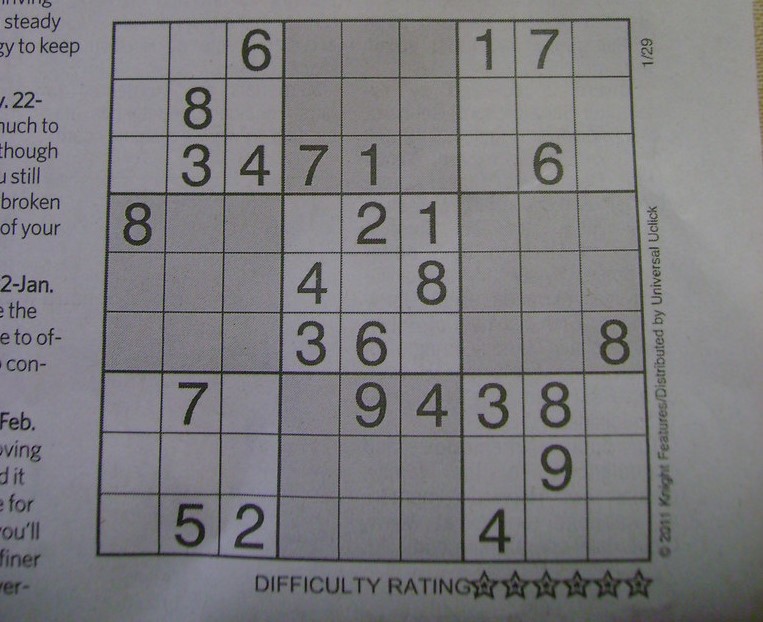 steady
gy to keep
22-
much to
though
still
broken
of your
2-Jan.
e the
e to of-
con-
Feb.
oving
d it
e for
you'll
finer
6 1 7
8
3 4 7 1 6
8 2 1
4 8
3 6 8
7 9 4 3 8
9
5 2 4
1/29
© 2011 Knight Features/Distributed by Universal Uclick
DIFFICULTY RATING